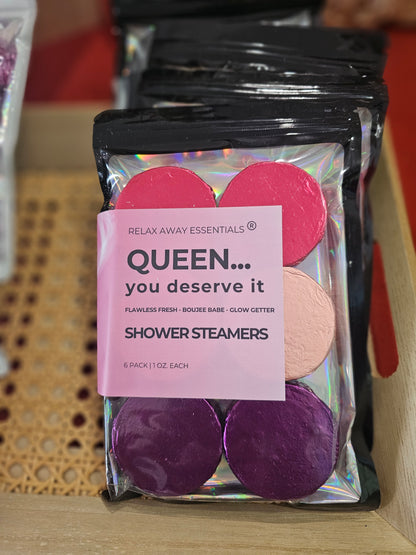 RELAX AWAY ESSENTIALS ®
QUEEN...
you deserve it
FLAWLESS FRESH - BOUJEE BABE - GLOW GETTER
SHOWER STEAMERS
6 PACK | 1 OZ. EACH